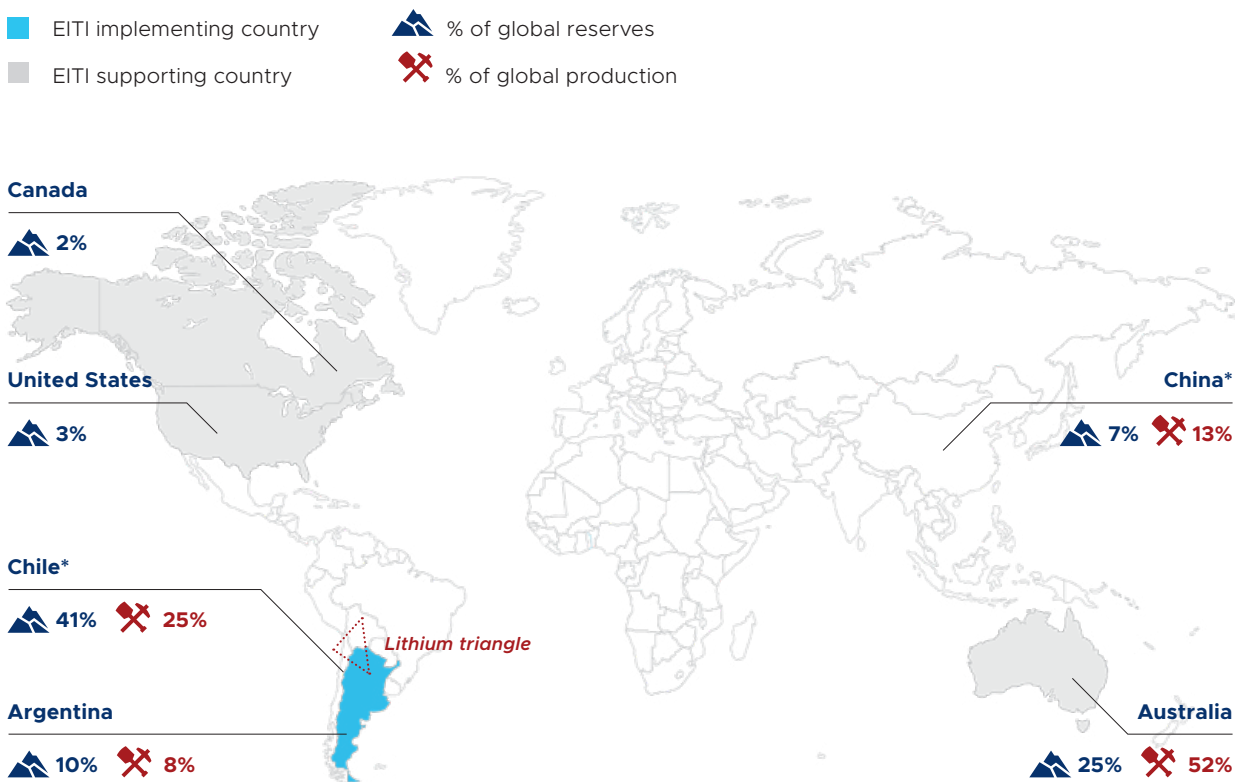 EITI implementing country
% of global reserves
EITI supporting country
% of global production
Canada
2%
United States
3%
China*
7% 13%
Chile*
41% 25%
Lithium triangle
Argentina
10% 8%
Australia
25% 52%